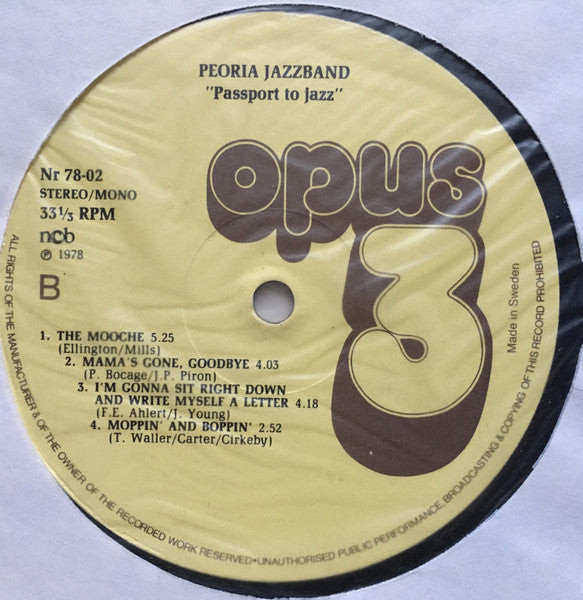 PEORIA JAZZBAND
"Passport to jazz"
opus
3
Nr 78-02
STEREO/MONO
33⅓ RPM
ncb
℗ 1978
B
1. THE MOOCHE 5.25
(Ellington/Mills)
2. MAMA'S GONE, GOODBYE 4.03
(P. Bocage/J.P. Piron)
3. I'M GONNA SIT RIGHT DOWN
AND WRITE MYSELF A LETTER 4.18
(F.E. Ahlert/J. Young)
4. MOPPIN' AND BOPPIN' 2.52
(T. Waller/Carter/Cirkeby)
Made in Sweden
ALL RIGHTS OF THE MANUFACTURER & OF THE OWNER OF THE RECORDED WORK RESERVED • UNAUTHORISED PUBLIC PERFORMANCE, BROADCASTING & COPYING OF THIS RECORD PROHIBITED